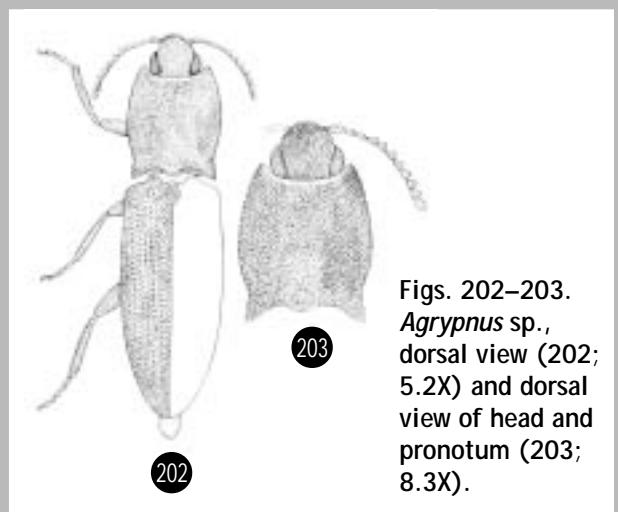 203
202
Figs. 202–203.
Agrypnus sp.,
dorsal view (202;
5.2X) and dorsal
view of head and
pronotum (203;
8.3X).